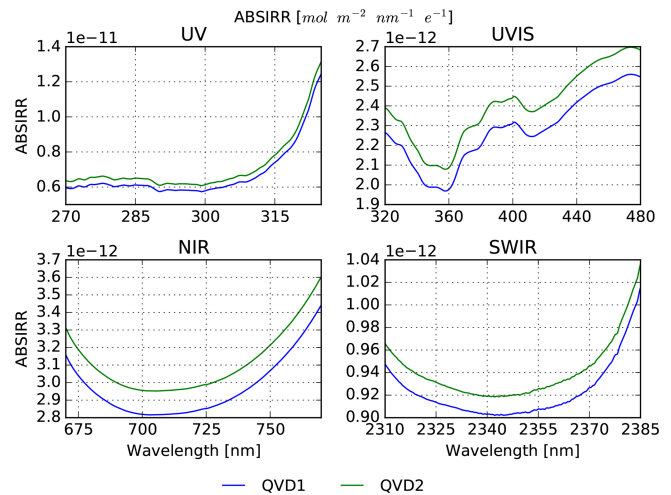 ABSIRR [mol m⁻² nm⁻¹ e⁻¹]
UV
1e−11
1.4
1.2
1.0
0.8
0.6
ABSIRR
270 285 300 315
UVIS
1e−12
2.7
2.6
2.5
2.4
2.3
2.2
2.1
2.0
1.9
320 360 400 440 480
NIR
1e−12
3.7
3.6
3.5
3.4
3.3
3.2
3.1
3.0
2.9
2.8
ABSIRR
675 700 725 750
Wavelength [nm]
SWIR
1e−12
1.04
1.02
1.00
0.98
0.96
0.94
0.92
0.90
2310 2325 2340 2355 2370 2385
Wavelength [nm]
QVD1 QVD2